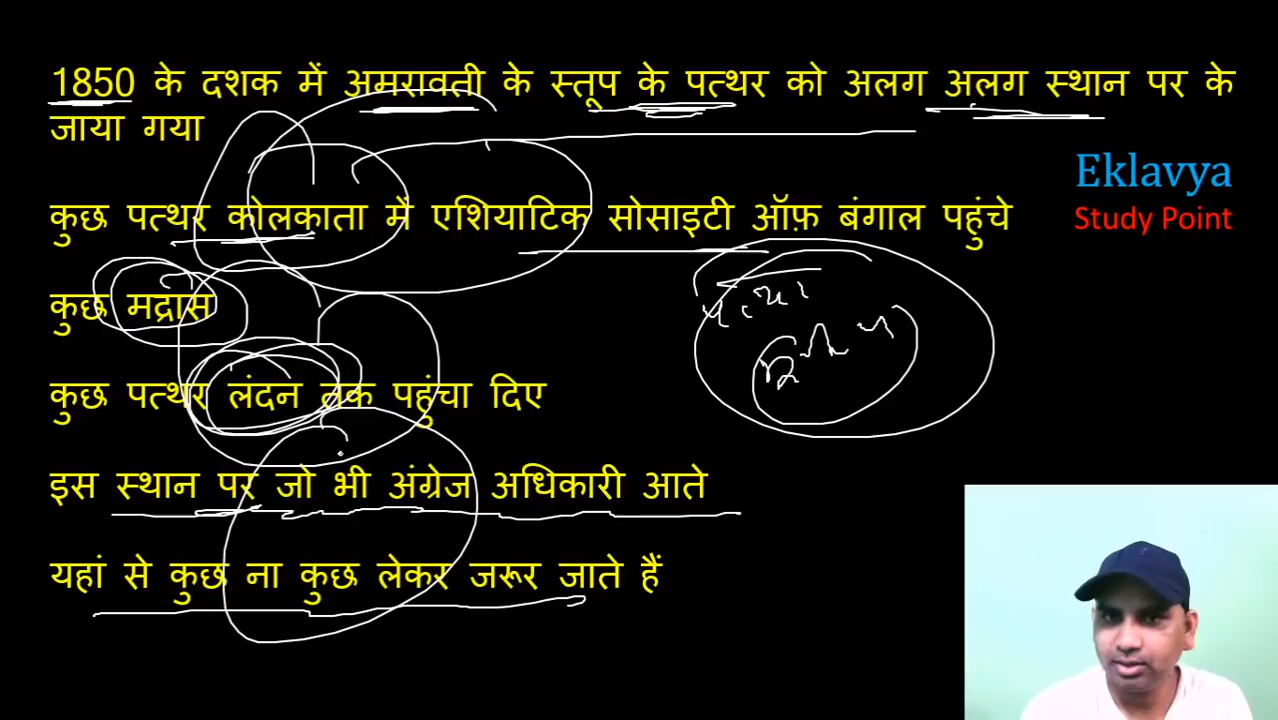 1850 के दशक में अमरावती के स्तूप के पत्थर को अलग अलग स्थान पर के
जाया गया
Eklavya
Study Point
कुछ पत्थर कोलकाता में एशियाटिक सोसाइटी ऑफ़ बंगाल पहुंचे
कुछ मद्रास
कुछ पत्थर लंदन तक पहुंचा दिए
इस स्थान पर जो भी अंग्रेज अधिकारी आते
यहां से कुछ ना कुछ लेकर जरूर जाते हैं